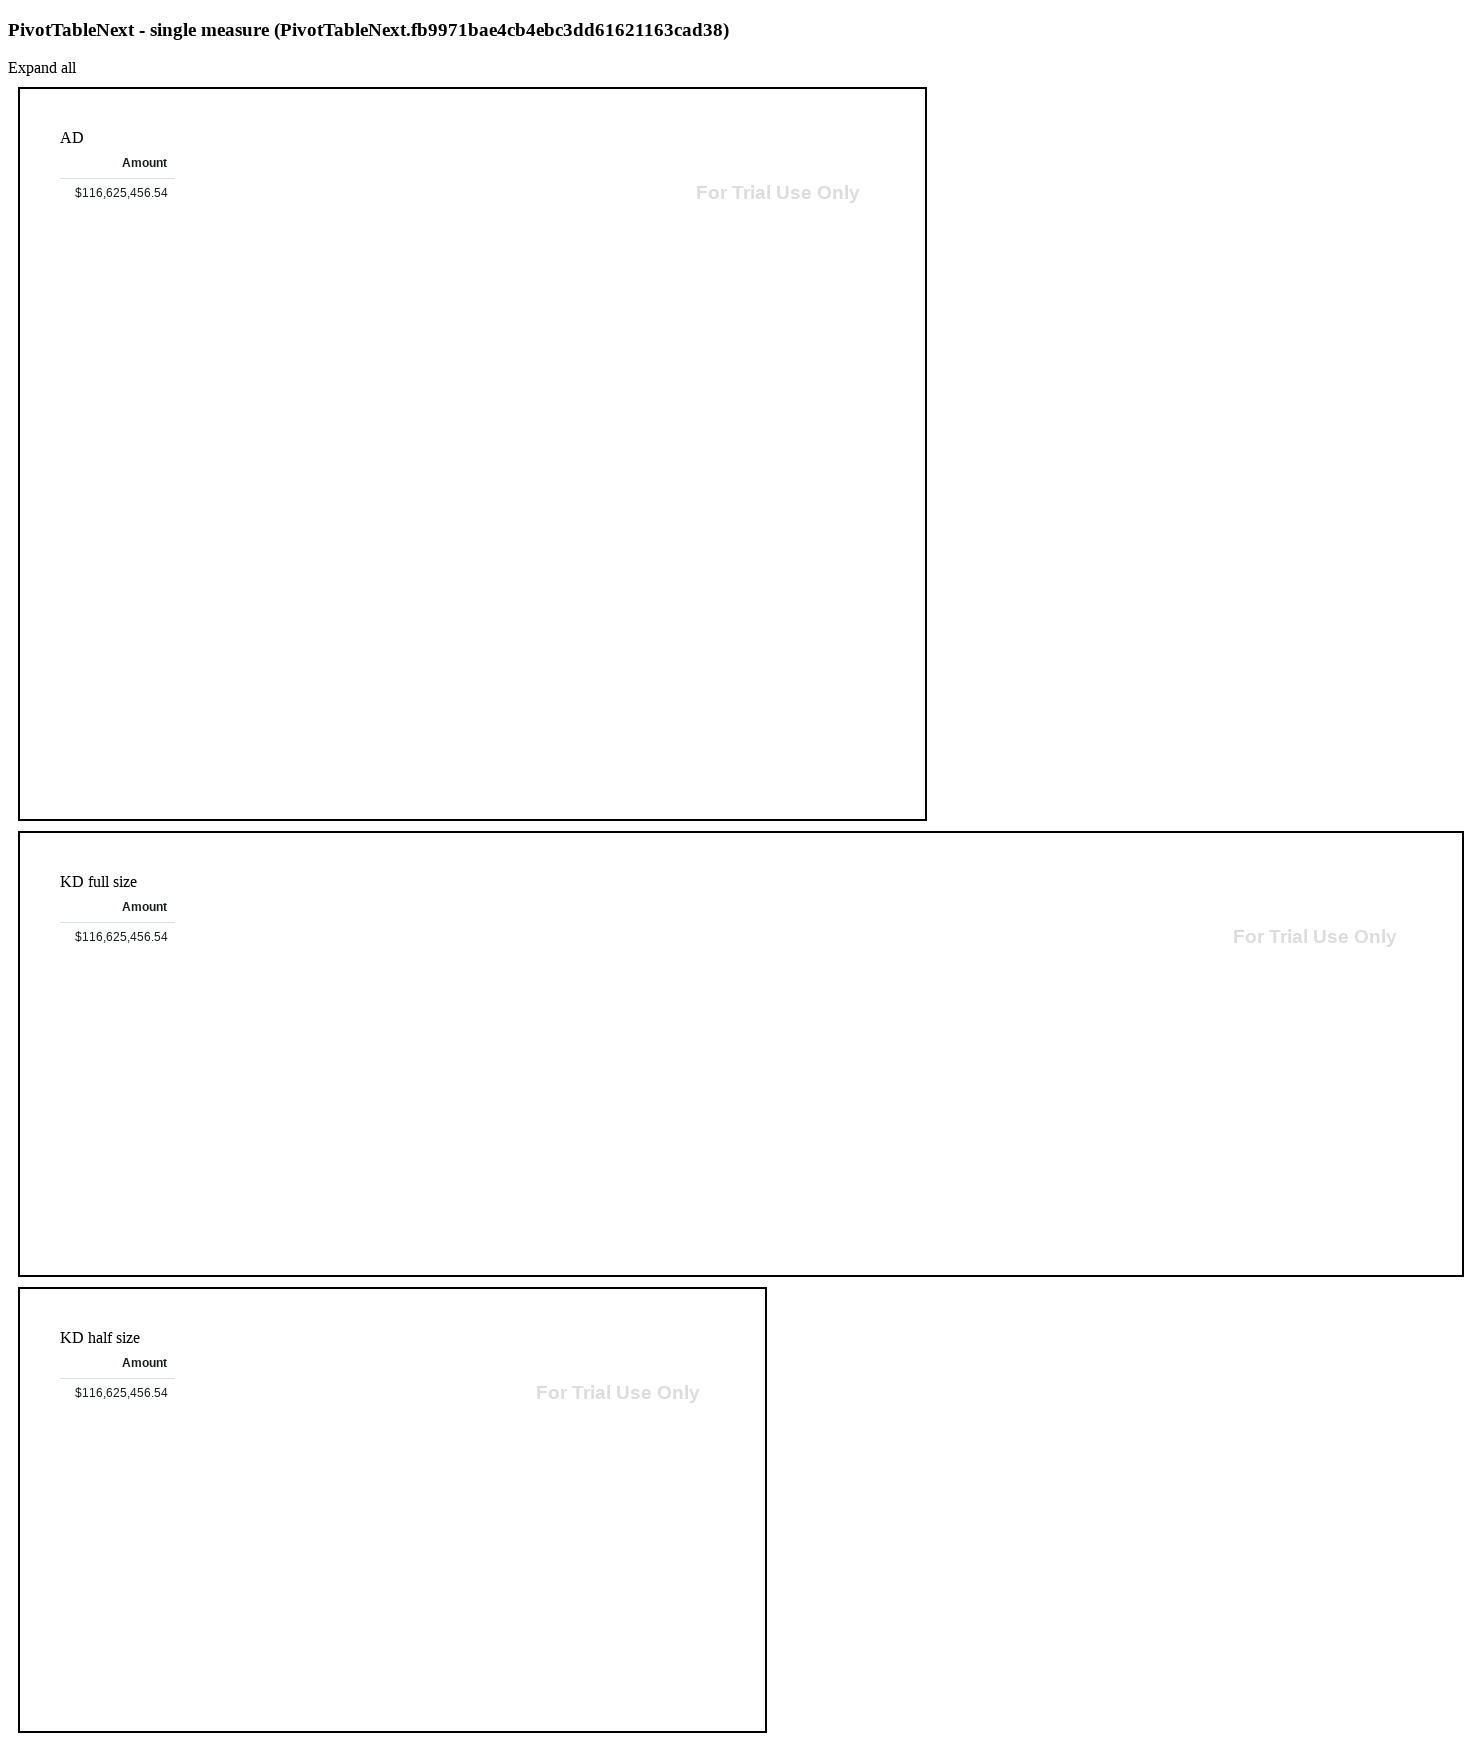 PivotTableNext - single measure (PivotTableNext.fb9971bae4cb4ebc3dd61621163cad38)
Expand all
AD
Amount
$116,625,456.54
For Trial Use Only
KD full size
Amount
$116,625,456.54
For Trial Use Only
KD half size
Amount
$116,625,456.54
For Trial Use Only